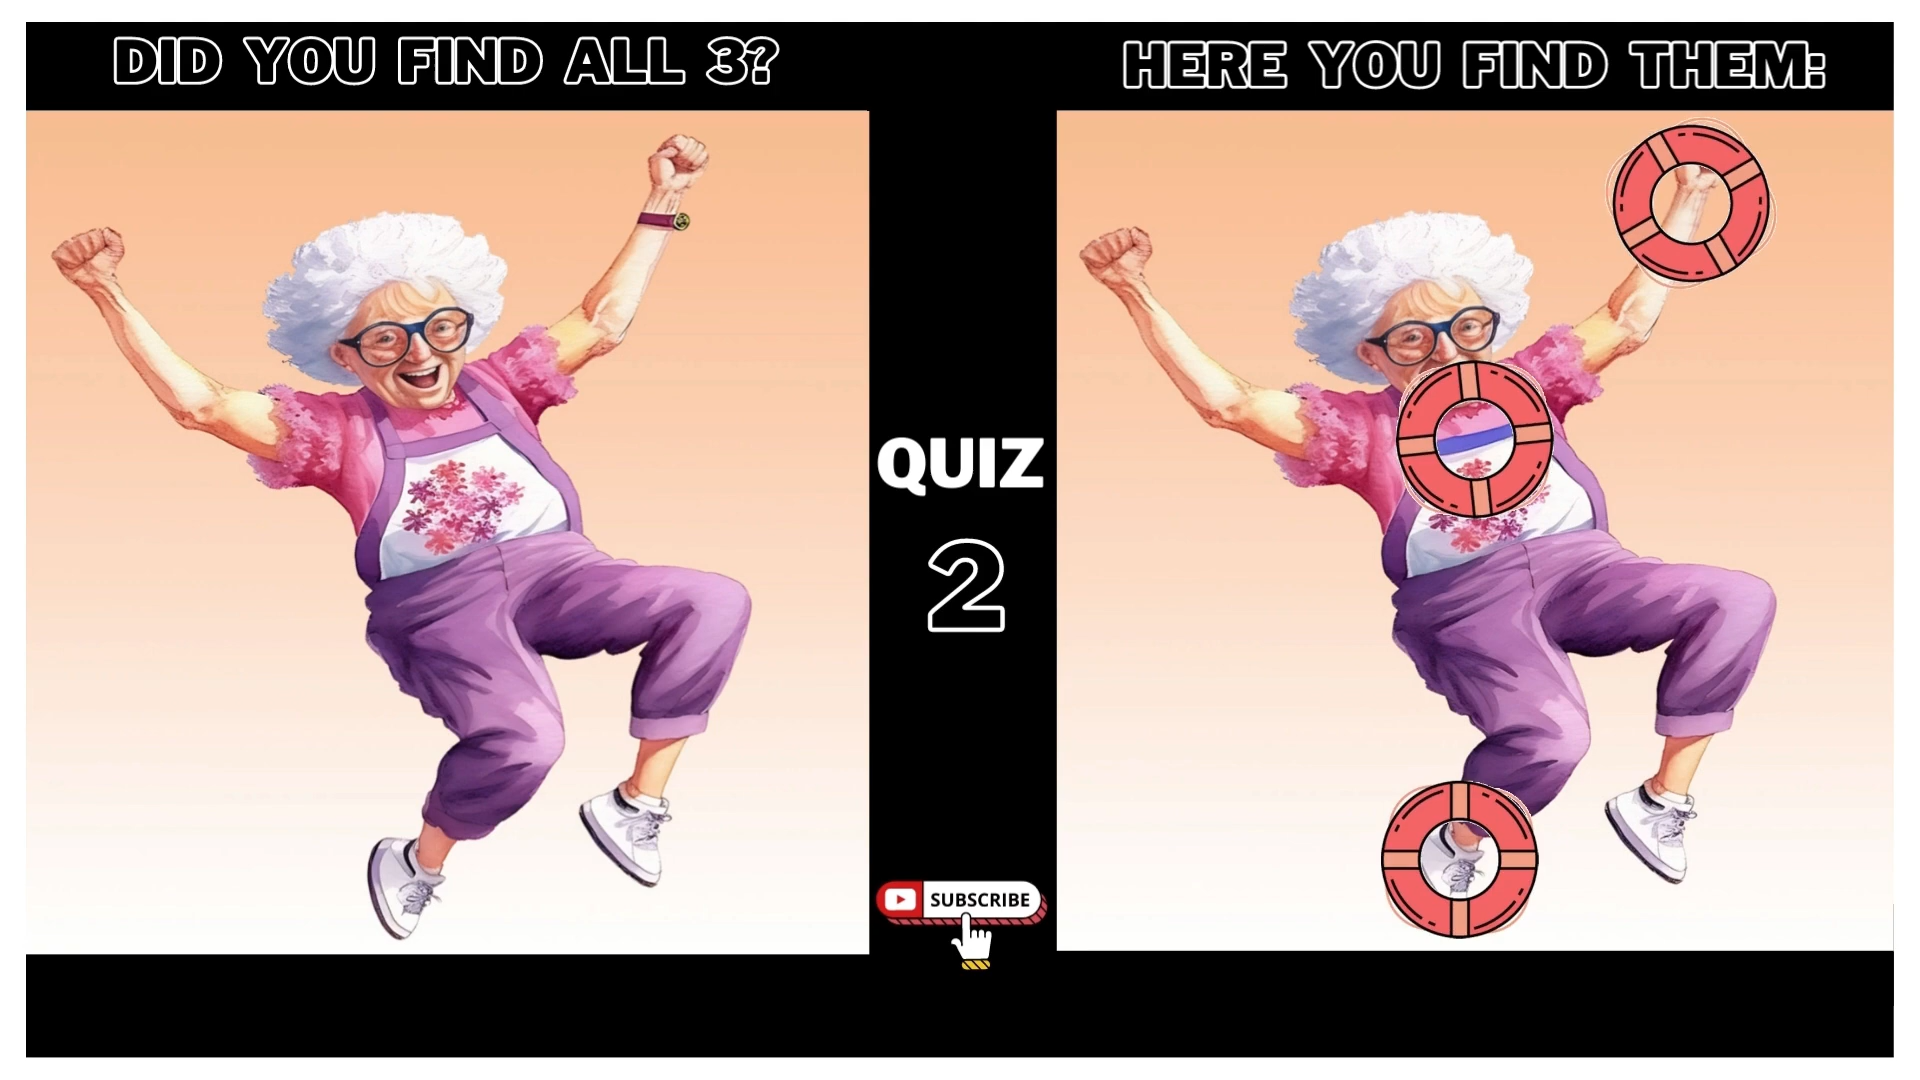 DID YOU FIND ALL 3?
HERE YOU FIND THEM:
QUIZ
2
SUBSCRIBE